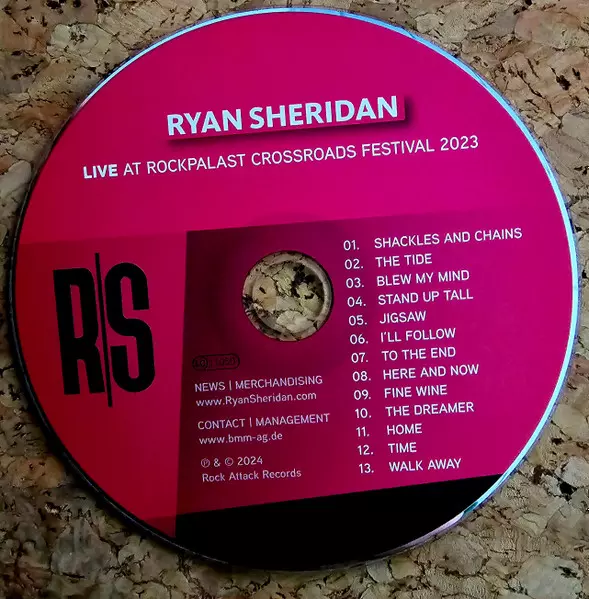 RYAN SHERIDAN
LIVE AT ROCKPALAST CROSSROADS FESTIVAL 2023
R|S
01. SHACKLES AND CHAINS
02. THE TIDE
03. BLEW MY MIND
04. STAND UP TALL
05. JIGSAW
06. I'LL FOLLOW
07. TO THE END
08. HERE AND NOW
09. FINE WINE
10. THE DREAMER
11. HOME
12. TIME
13. WALK AWAY
NEWS | MERCHANDISING
www.RyanSheridan.com
CONTACT | MANAGEMENT
www.bmm-ag.de
℗ & © 2024
Rock Attack Records